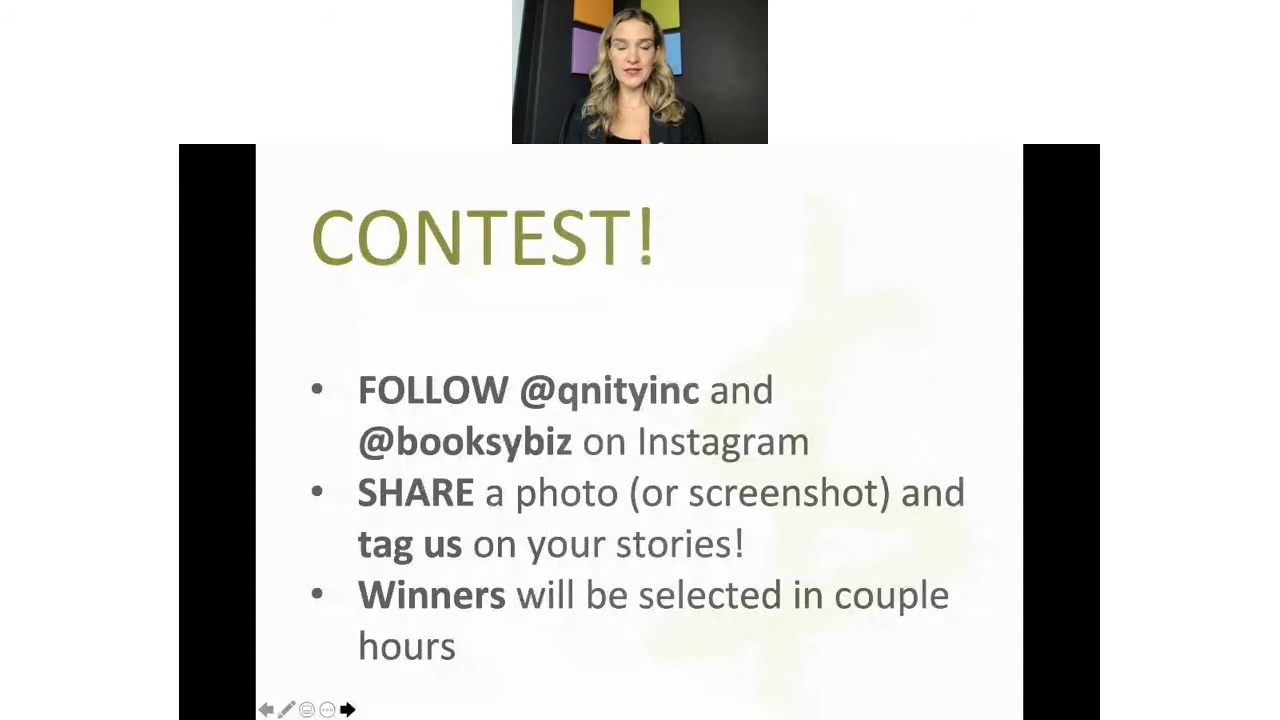 CONTEST!
• FOLLOW @qnityinc and
@booksybiz on Instagram
• SHARE a photo (or screenshot) and
tag us on your stories!
• Winners will be selected in couple
hours